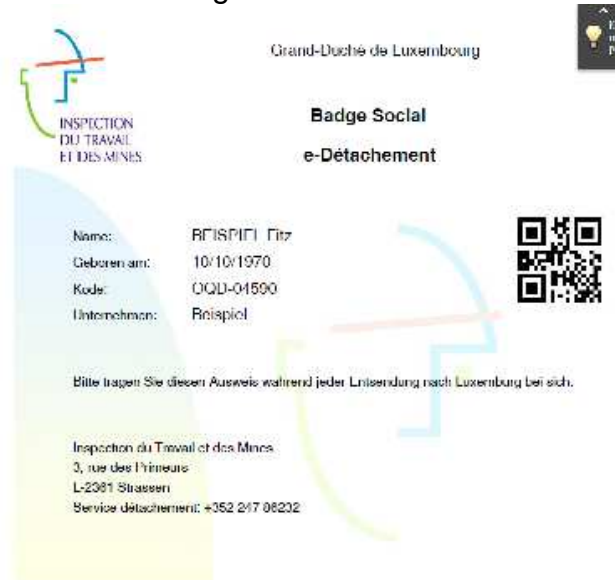 Grand-Duché de Luxembourg
INSPECTION
DU TRAVAIL
ET DES MINES
Badge Social
e-Détachement
Name: BEISPIEL Fitz
Geboren am: 10/10/1970
Kode: OQD-04590
Unternehmen: Beispiel
Bitte tragen Sie diesen Ausweis während jeder Entsendung nach Luxemburg bei sich.
Inspection du Travail et des Mines
3, rue des Primeurs
L-2361 Strassen
Service détachement: +352 247 86232